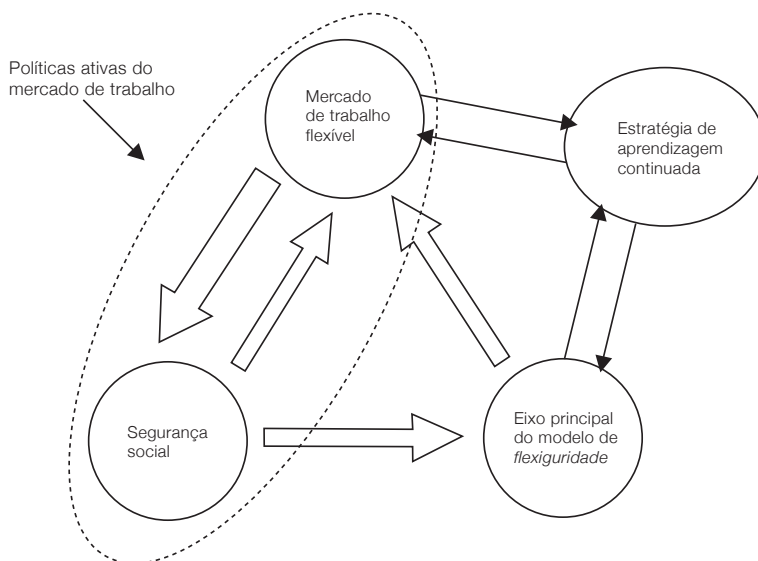 Políticas ativas do
mercado de trabalho
Mercado
de trabalho
flexível
Estratégia de
aprendizagem
continuada
Segurança
social
Eixo principal
do modelo de
flexiguridade